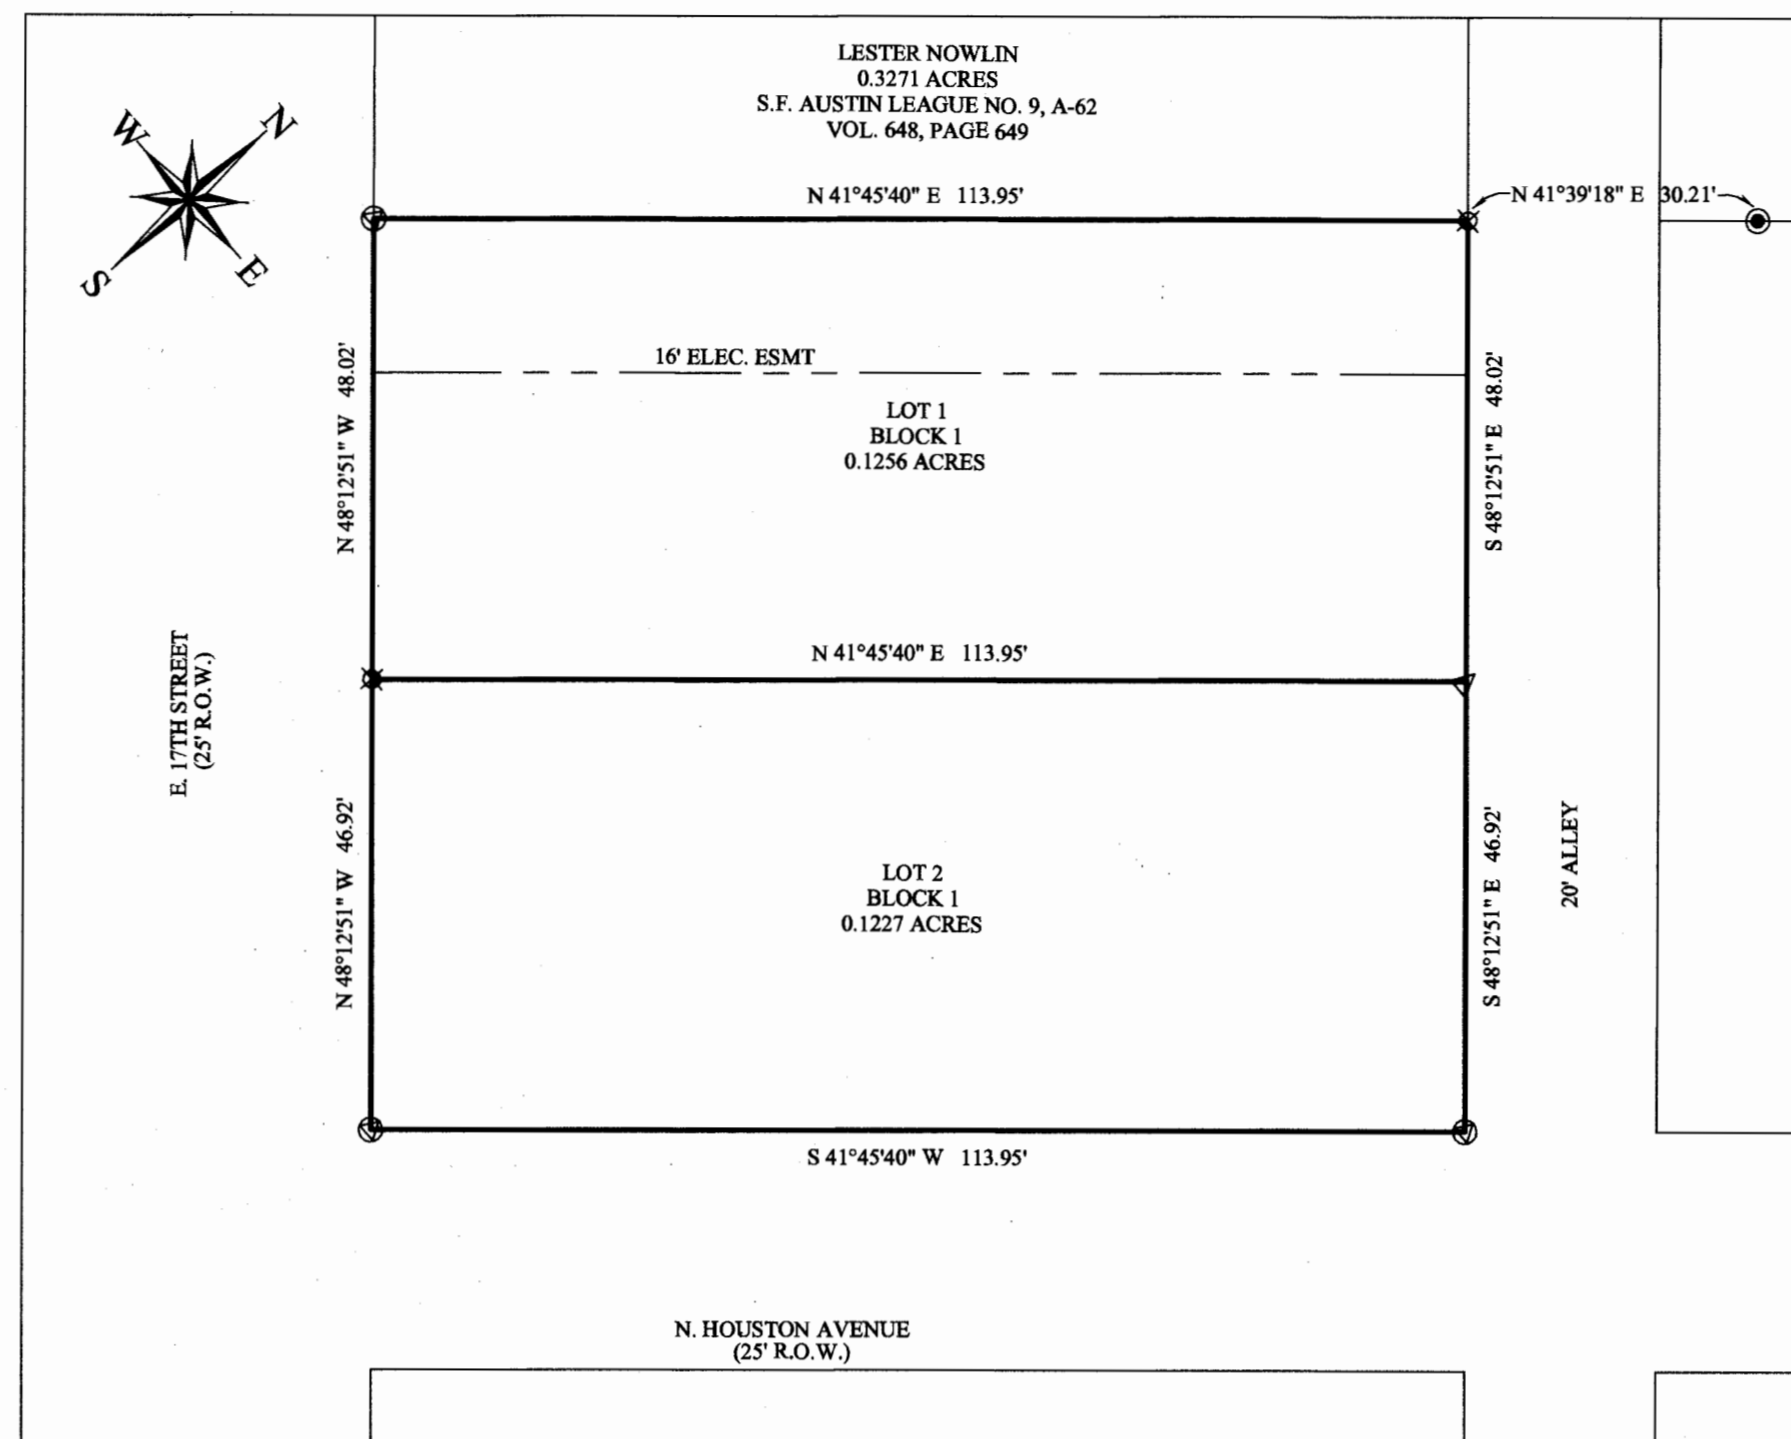 LESTER NOWLIN
0.3271 ACRES
S.F. AUSTIN LEAGUE NO. 9, A-62
VOL. 648, PAGE 649
W
N
S
E
N 41°45'40" E 113.95'
N 41°39'18" E 30.21'
16' ELEC. ESMT
LOT 1
BLOCK 1
0.1256 ACRES
N 48°12'51" W 48.02'
S 48°12'51" E 48.02'
N 41°45'40" E 113.95'
E. 17TH STREET
(25' R.O.W.)
N 48°12'51" W 46.92'
LOT 2
BLOCK 1
0.1227 ACRES
S 48°12'51" E 46.92'
20' ALLEY
S 41°45'40" W 113.95'
N. HOUSTON AVENUE
(25' R.O.W.)